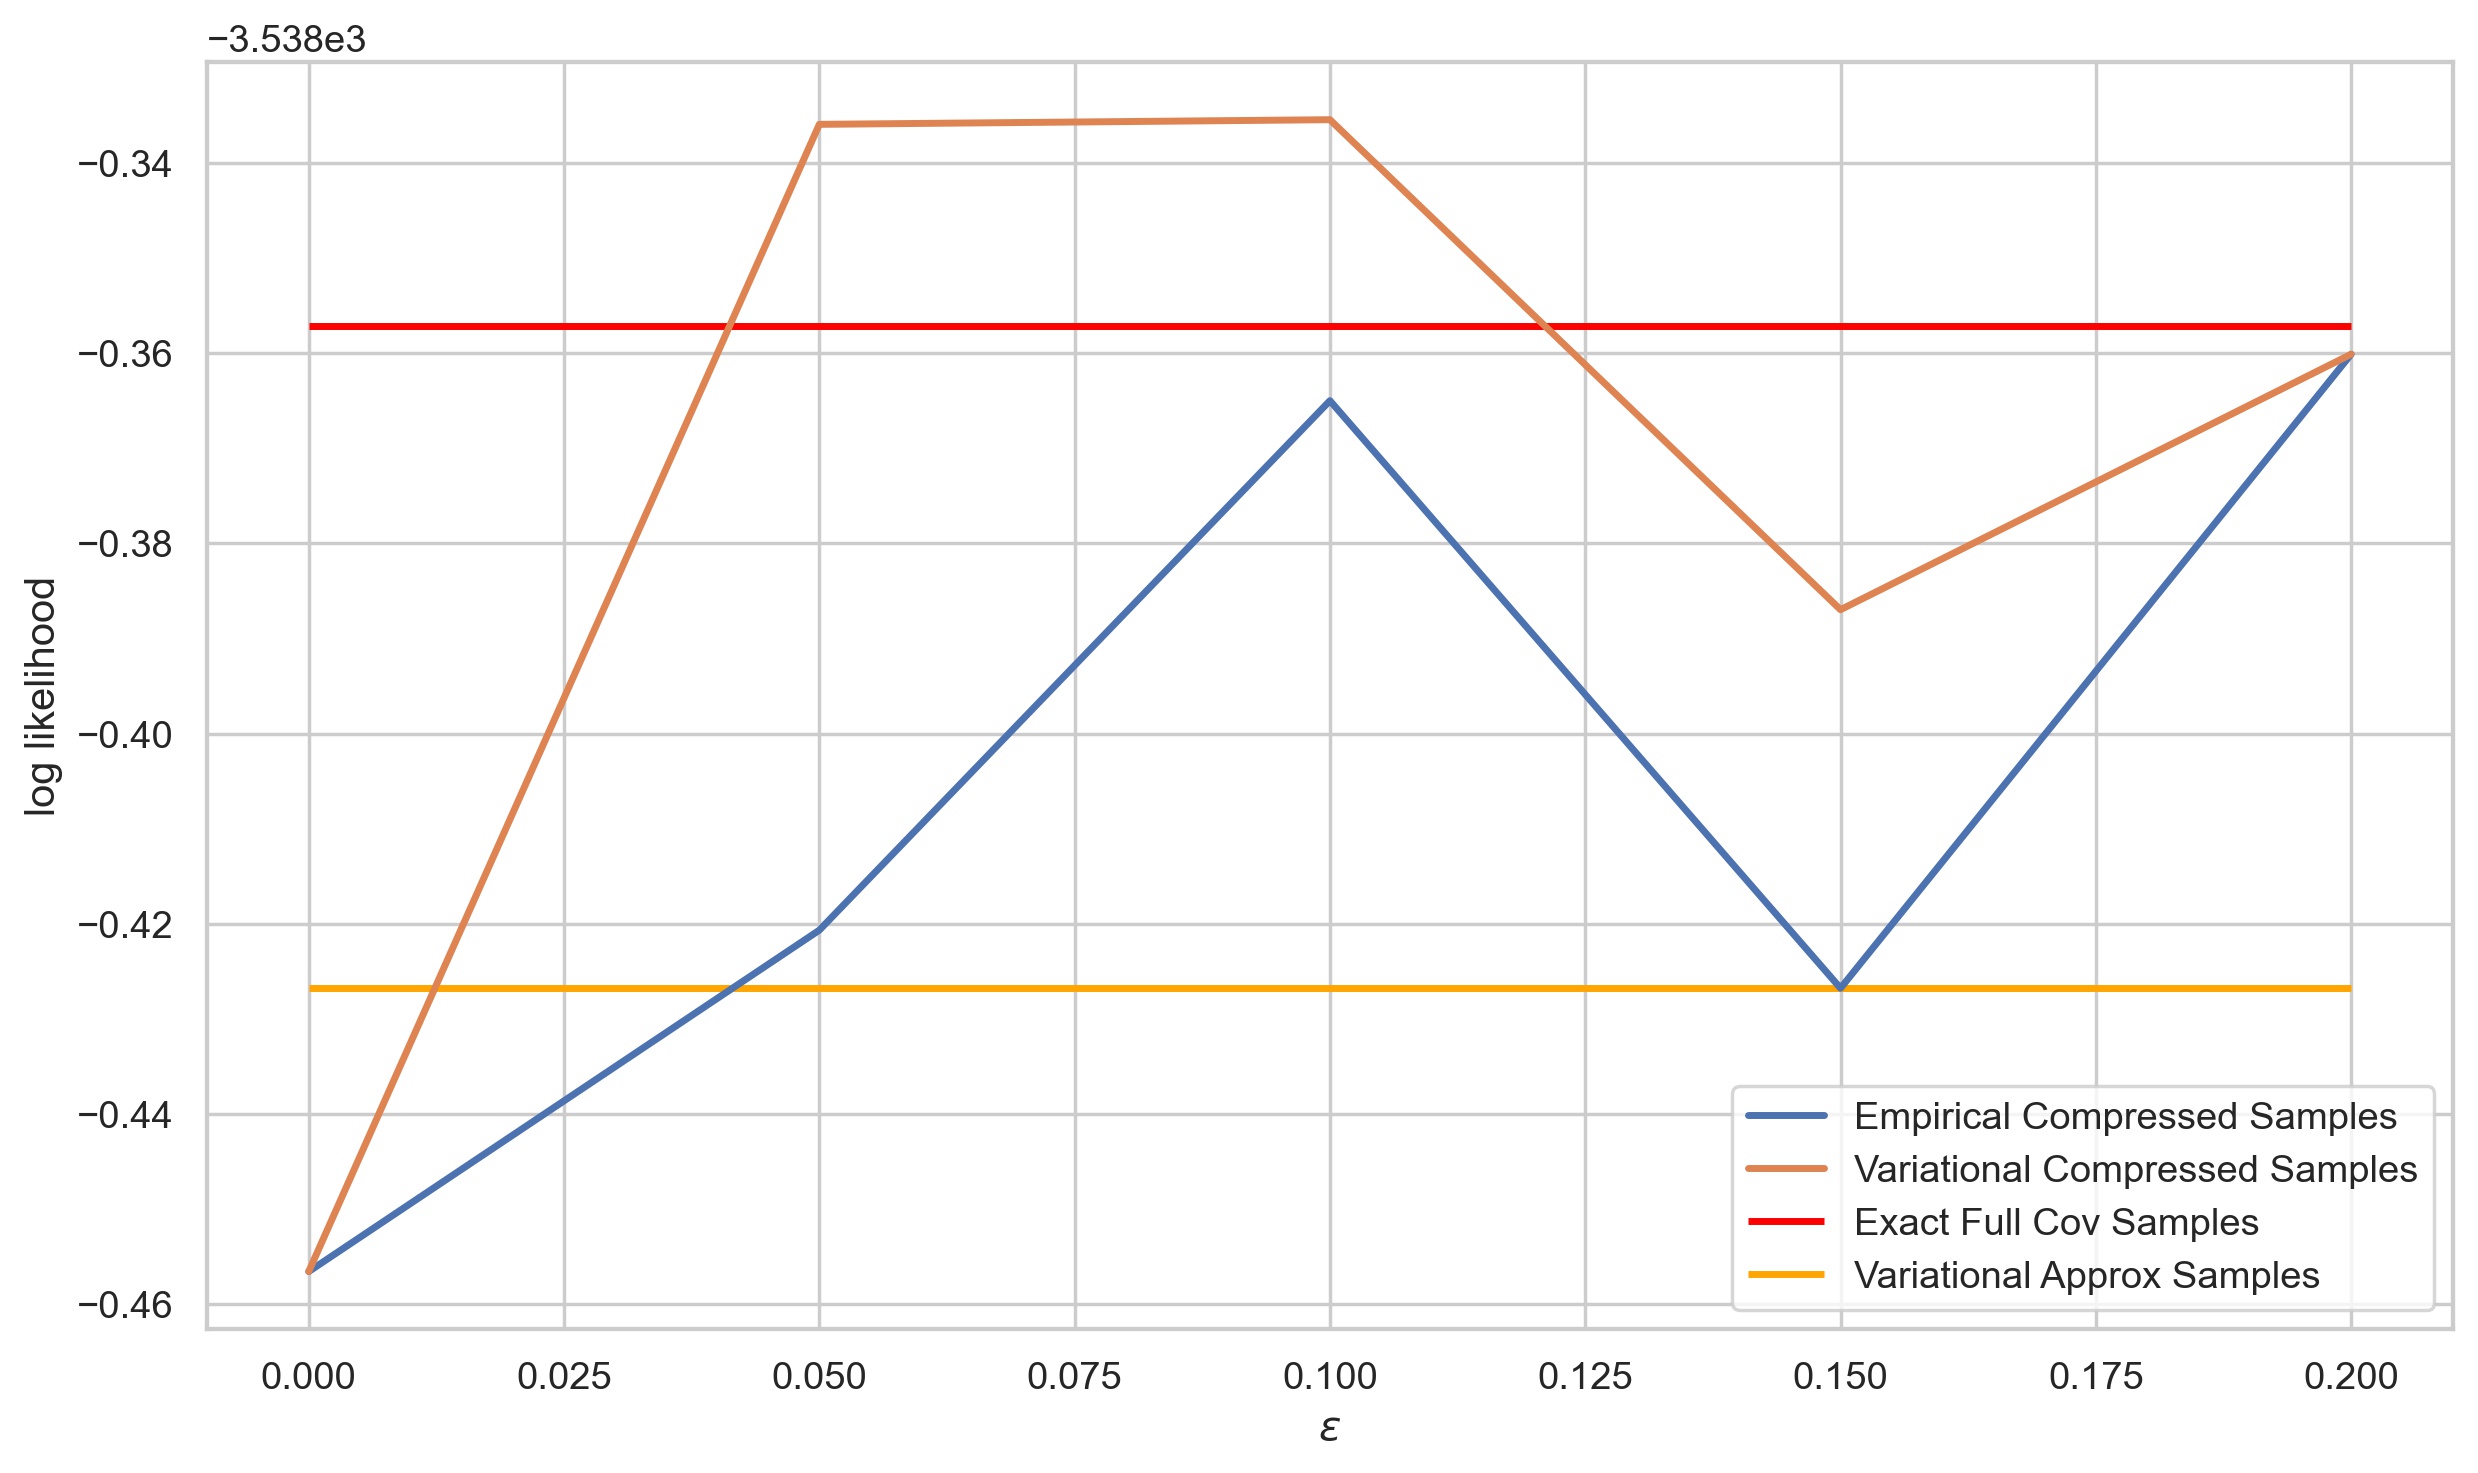 −3.538e3
−0.34
−0.36
−0.38
−0.40
−0.42
−0.44
−0.46
log likelihood
0.000 0.025 0.050 0.075 0.100 0.125 0.150 0.175 0.200
ε
Empirical Compressed Samples
Variational Compressed Samples
Exact Full Cov Samples
Variational Approx Samples